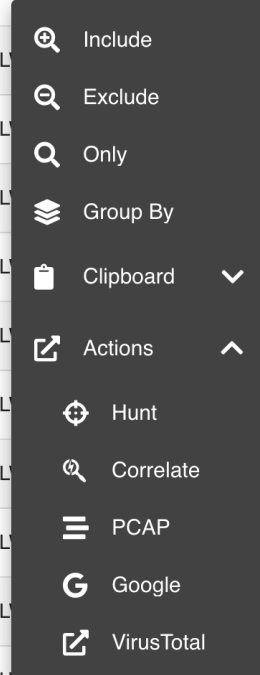 Include
Exclude
Only
Group By
Clipboard
Actions
Hunt
Correlate
PCAP
Google
VirusTotal